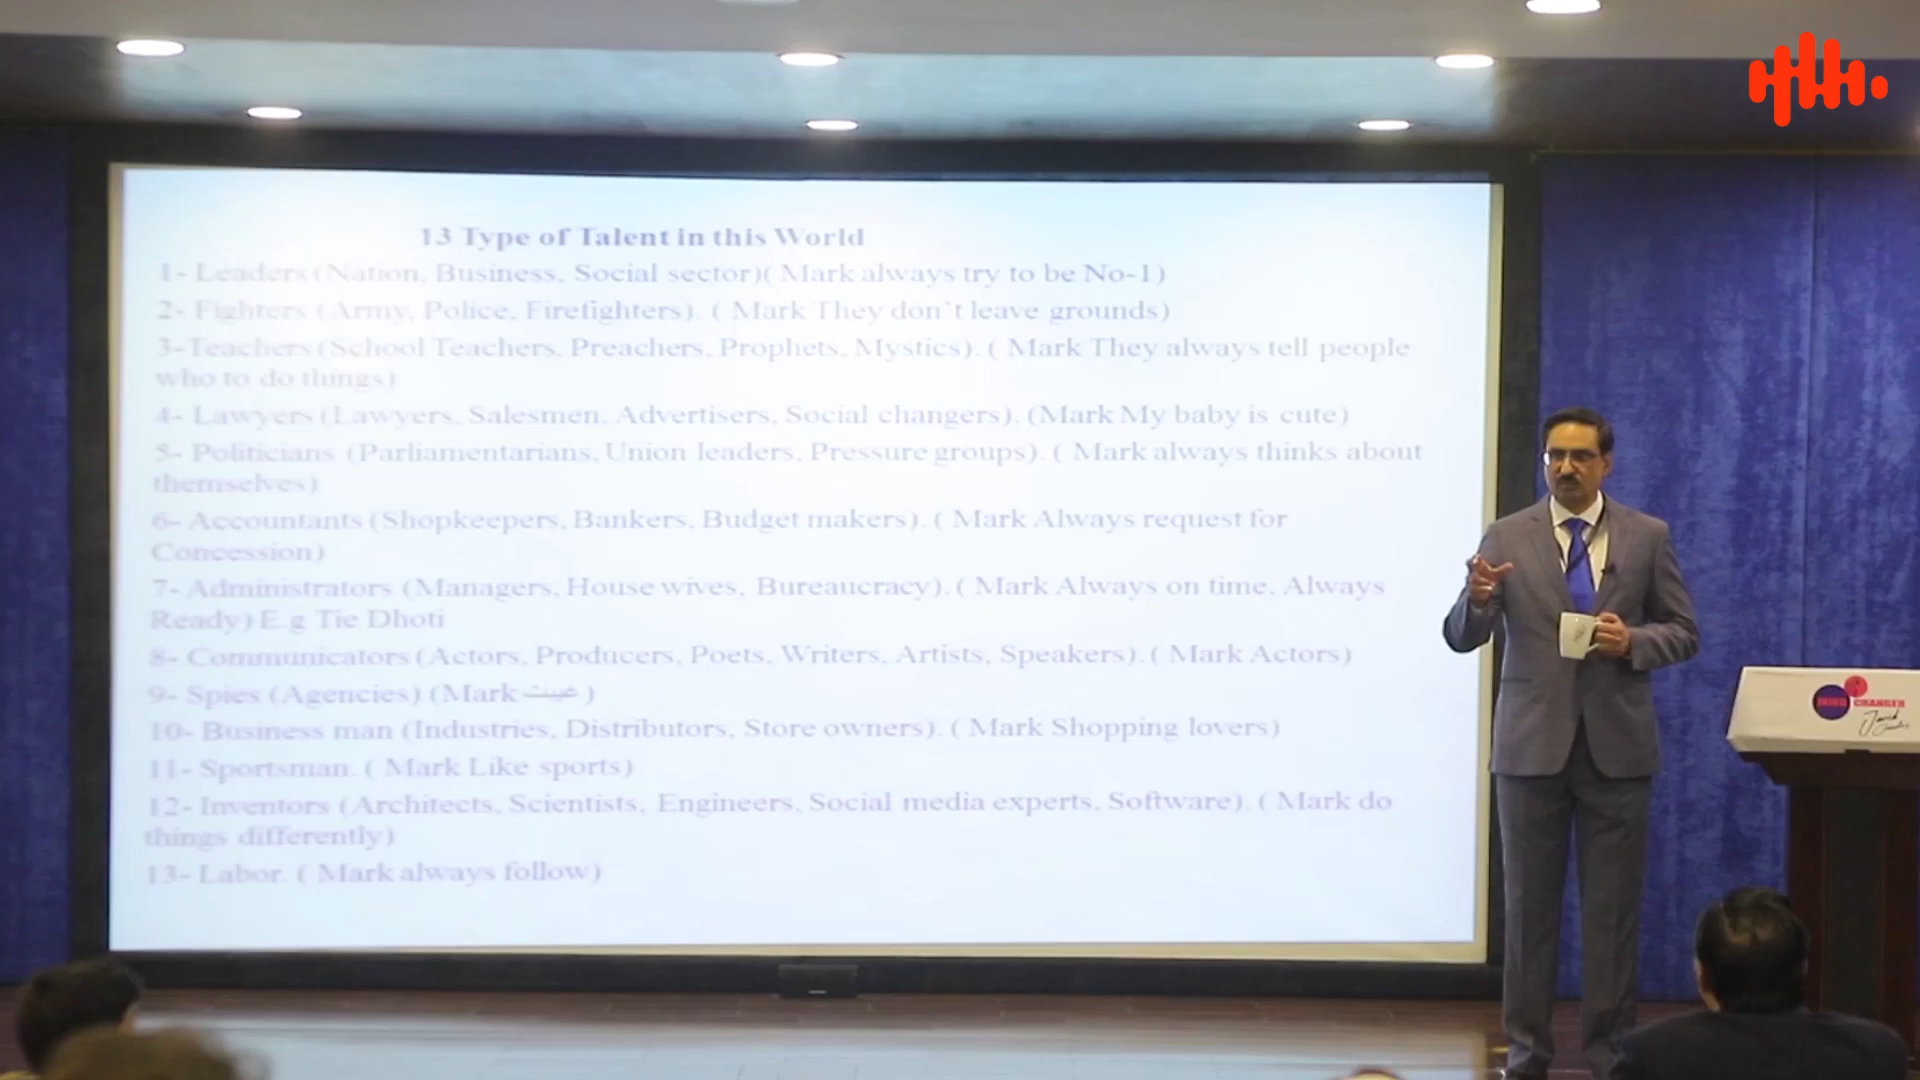 13 Type of Talent in this World
1- Leaders (Nation, Business, Social sector)( Mark always try to be No-1)
2- Fighters (Army, Police, Firefighters). ( Mark They don't leave grounds)
3-Teachers (School Teachers, Preachers, Prophets, Mystics). ( Mark They always tell people
who to do things)
4- Lawyers (Lawyers, Salesmen, Advertisers, Social changers). (Mark My baby is cute)
5- Politicians (Parliamentarians, Union leaders, Pressure groups). ( Mark always thinks about
themselves)
6- Accountants (Shopkeepers, Bankers, Budget makers). ( Mark Always request for
Concession)
7- Administrators (Managers, House wives, Bureaucracy). ( Mark Always on time, Always
Ready) E.g Tie Dhoti
8- Communicators (Actors, Producers, Poets, Writers, Artists, Speakers). ( Mark Actors)
9- Spies (Agencies) (Mark غیبت )
10- Business man (Industries, Distributors, Store owners). ( Mark Shopping lovers)
11- Sportsman. ( Mark Like sports)
12- Inventors (Architects, Scientists, Engineers, Social media experts, Software). ( Mark do
things differently)
13- Labor. ( Mark always follow)
MIND CHANGER